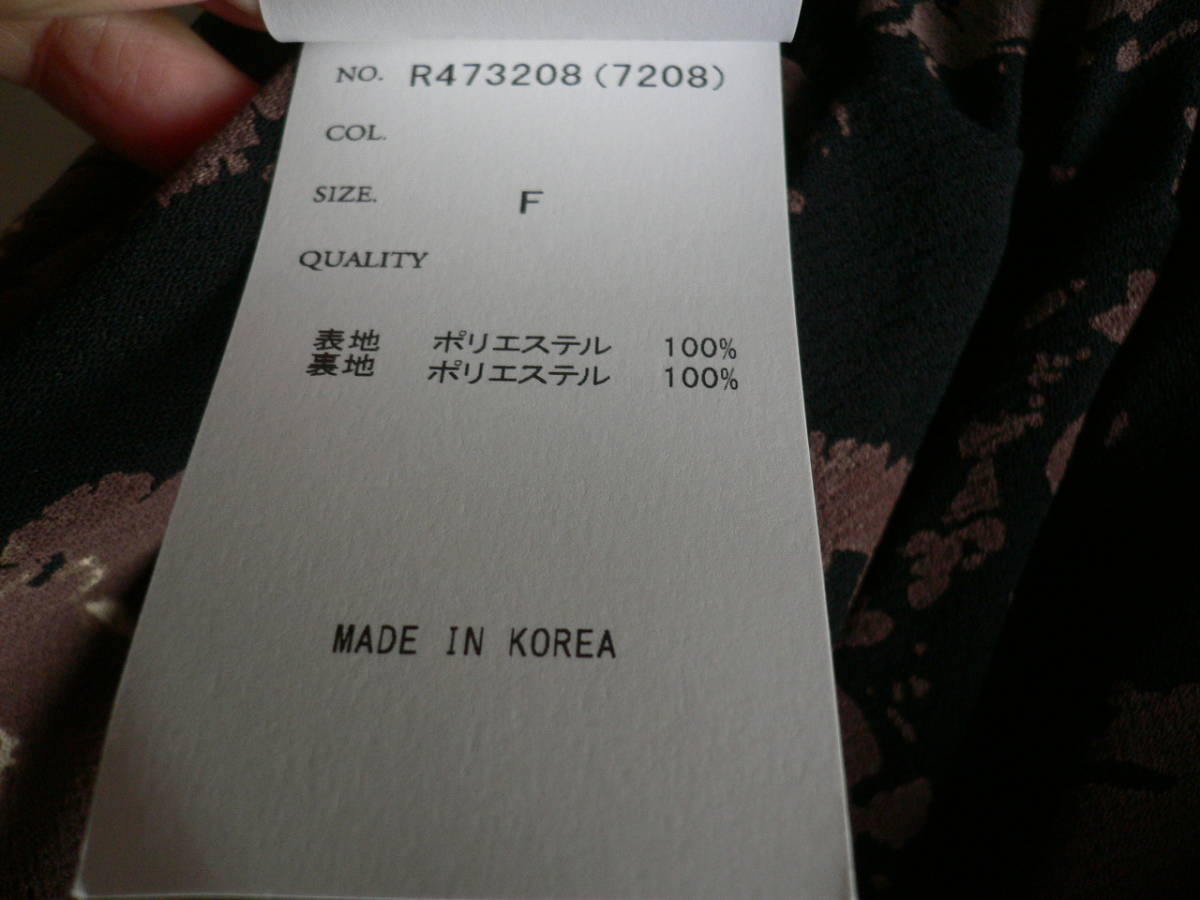 NO. R473208(7208)
COL.
SIZE. F
QUALITY
表地 ポリエステル 100%
裏地 ポリエステル 100%
MADE IN KOREA